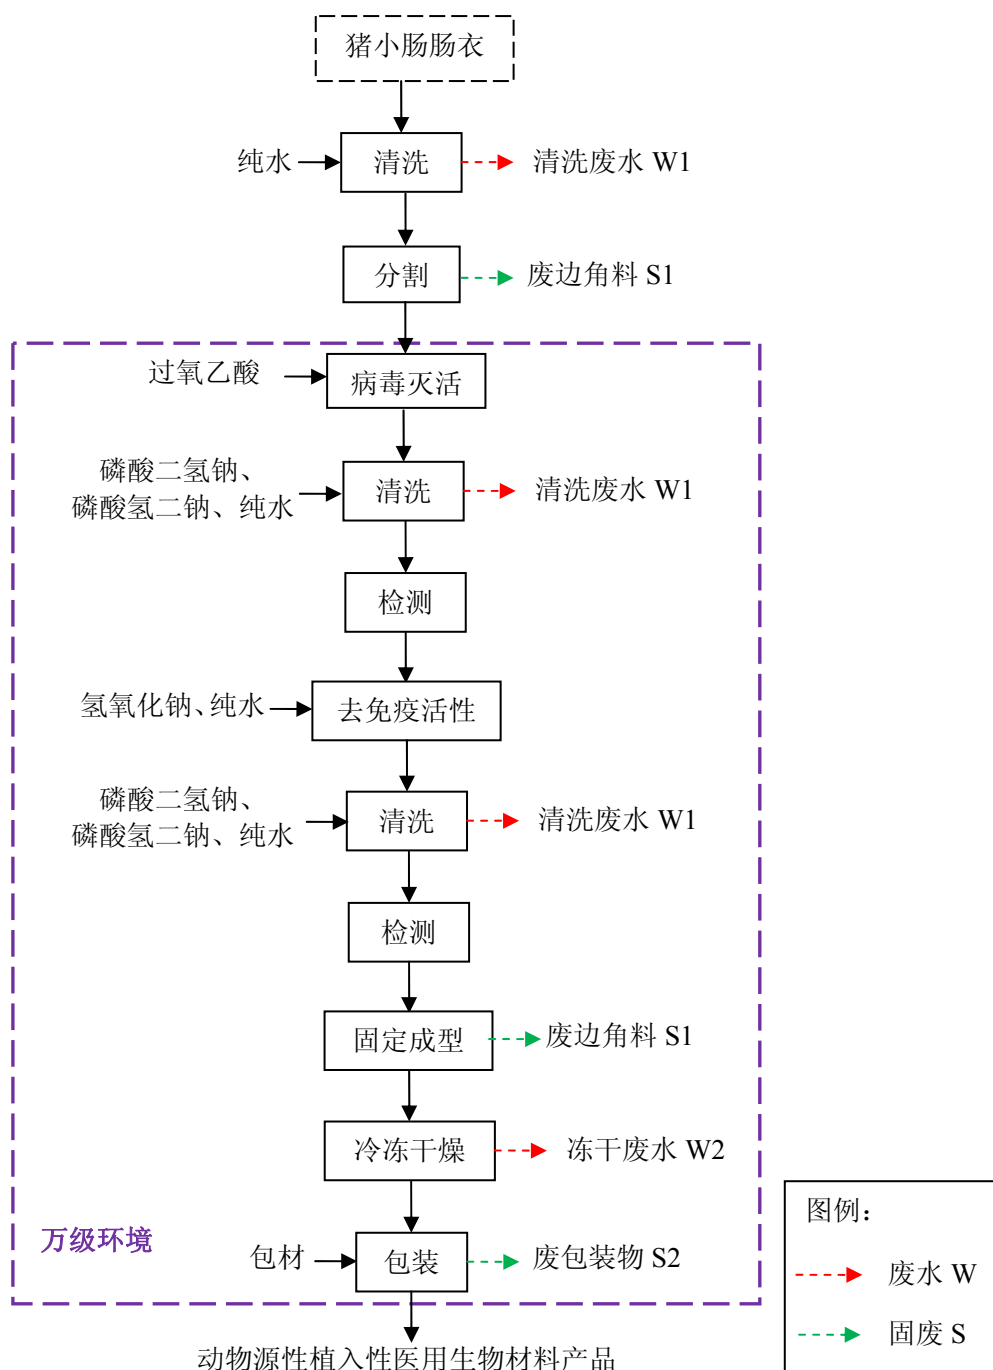 猪小肠肠衣
纯水
清洗
清洗废水 W1
分割
废边角料 S1
过氧乙酸
病毒灭活
磷酸二氢钠、
磷酸氢二钠、纯水
清洗
清洗废水 W1
检测
氢氧化钠、纯水
去免疫活性
磷酸二氢钠、
磷酸氢二钠、纯水
清洗
清洗废水 W1
检测
固定成型
废边角料 S1
冷冻干燥
冻干废水 W2
万级环境
包材
包装
废包装物 S2
动物源性植入性医用生物材料产品
图例：
废水 W
固废 S